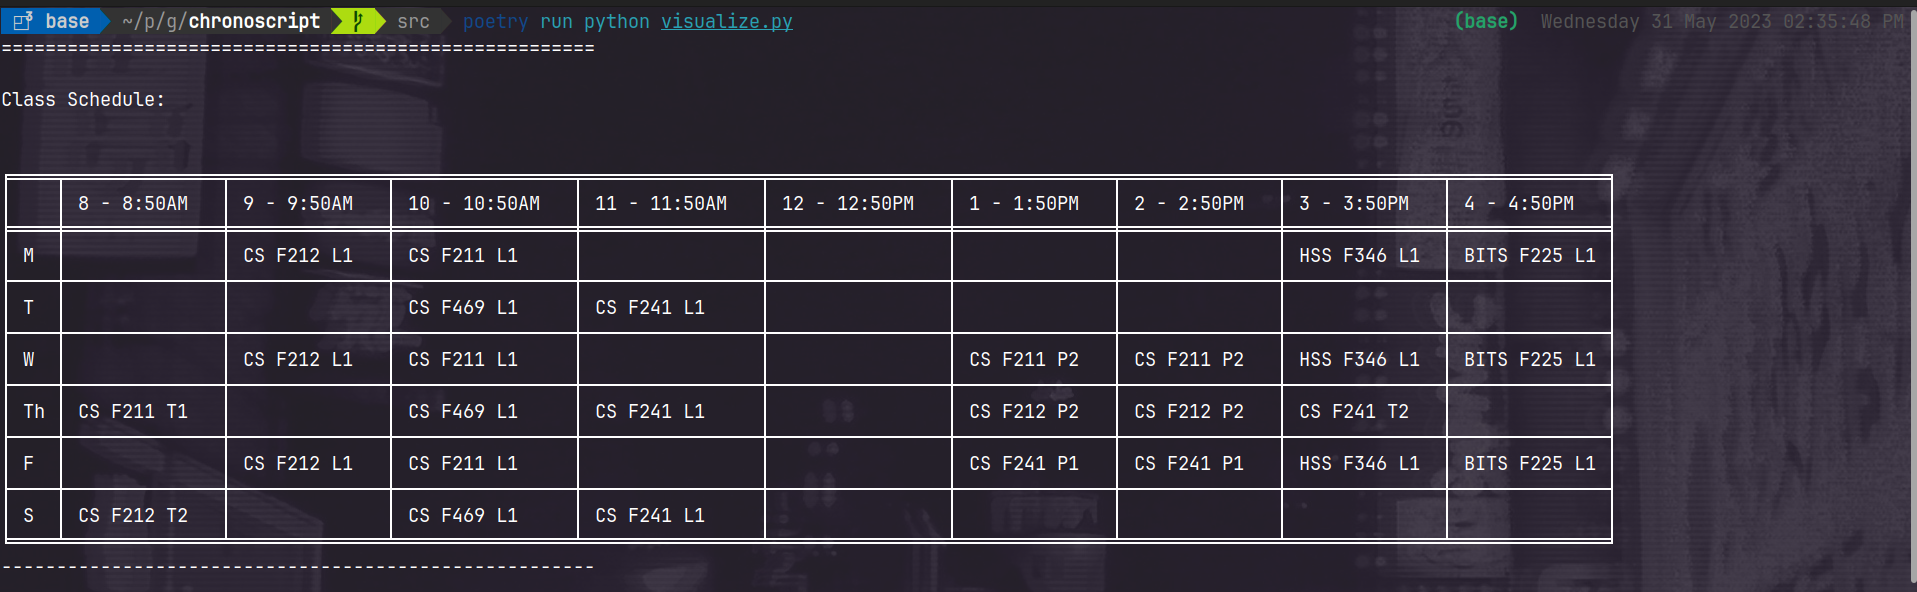 base ~/p/g/chronoscript src poetry run python visualize.py (base) Wednesday 31 May 2023 02:35:48 PM
======================================================
Class Schedule:
8 - 8:50AM 9 - 9:50AM 10 - 10:50AM 11 - 11:50AM 12 - 12:50PM 1 - 1:50PM 2 - 2:50PM 3 - 3:50PM 4 - 4:50PM
M CS F212 L1 CS F211 L1 HSS F346 L1 BITS F225 L1
T CS F469 L1 CS F241 L1
W CS F212 L1 CS F211 L1 CS F211 P2 CS F211 P2 HSS F346 L1 BITS F225 L1
Th CS F211 T1 CS F469 L1 CS F241 L1 CS F212 P2 CS F212 P2 CS F241 T2
F CS F212 L1 CS F211 L1 CS F241 P1 CS F241 P1 HSS F346 L1 BITS F225 L1
S CS F212 T2 CS F469 L1 CS F241 L1
------------------------------------------------------